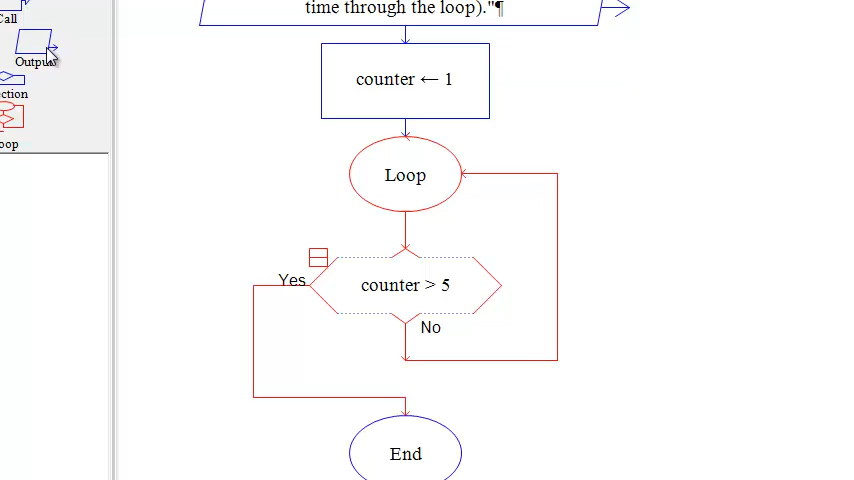 time through the loop)."¶
Call
Output
ction
oop
counter ← 1
Loop
Yes
counter > 5
No
End